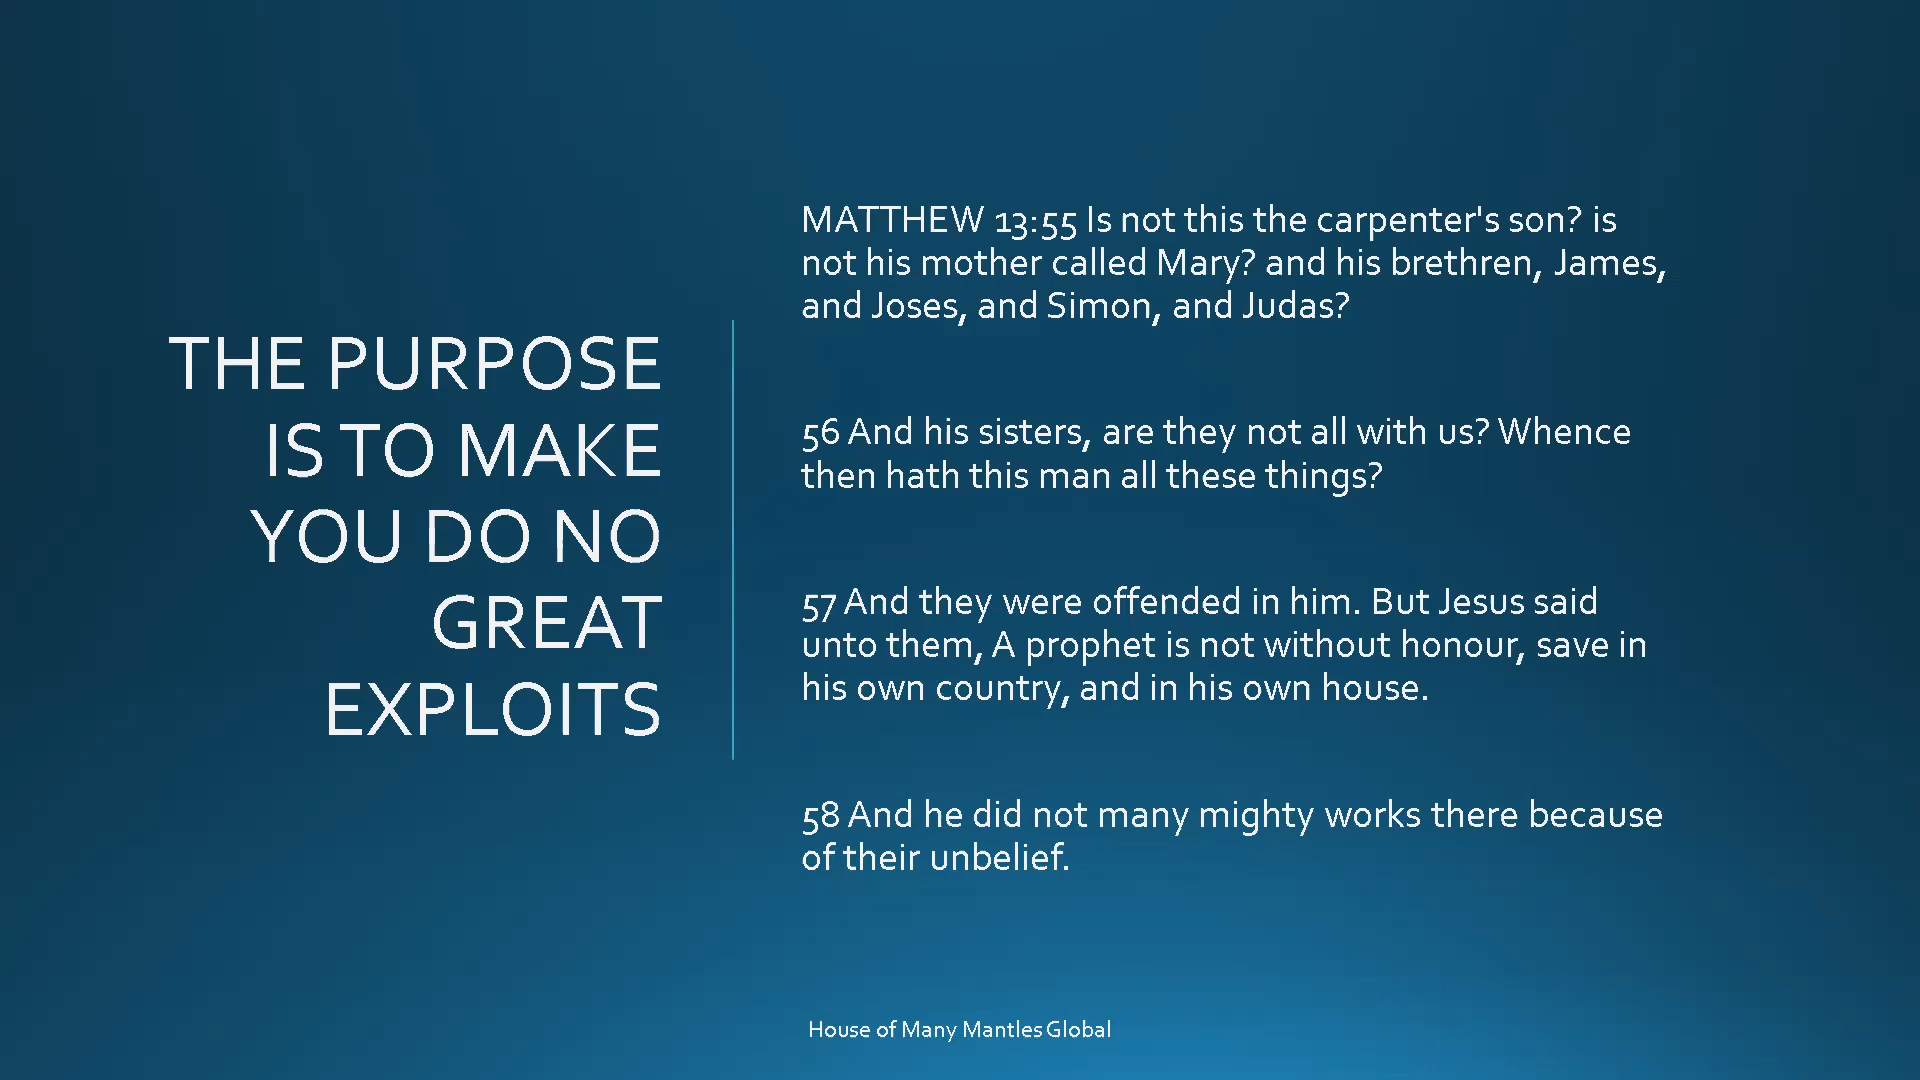 THE PURPOSE
IS TO MAKE
YOU DO NO
GREAT
EXPLOITS
MATTHEW 13:55 Is not this the carpenter's son? is
not his mother called Mary? and his brethren, James,
and Joses, and Simon, and Judas?
56 And his sisters, are they not all with us? Whence
then hath this man all these things?
57 And they were offended in him. But Jesus said
unto them, A prophet is not without honour, save in
his own country, and in his own house.
58 And he did not many mighty works there because
of their unbelief.
House of Many Mantles Global